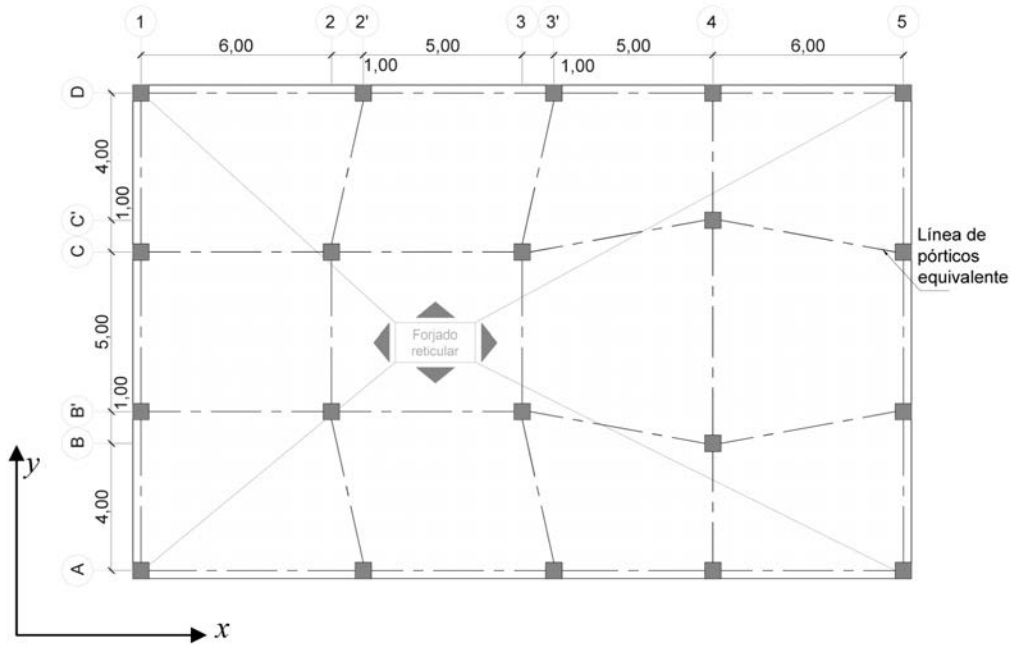 1
2
2'
3
3'
4
5
6,00
5,00
5,00
6,00
1,00
1,00
D
4,00
C'
1,00
C
Línea de
pórticos
equivalente
5,00
Forjado
reticular
1,00
B'
B
4,00
A
y
x